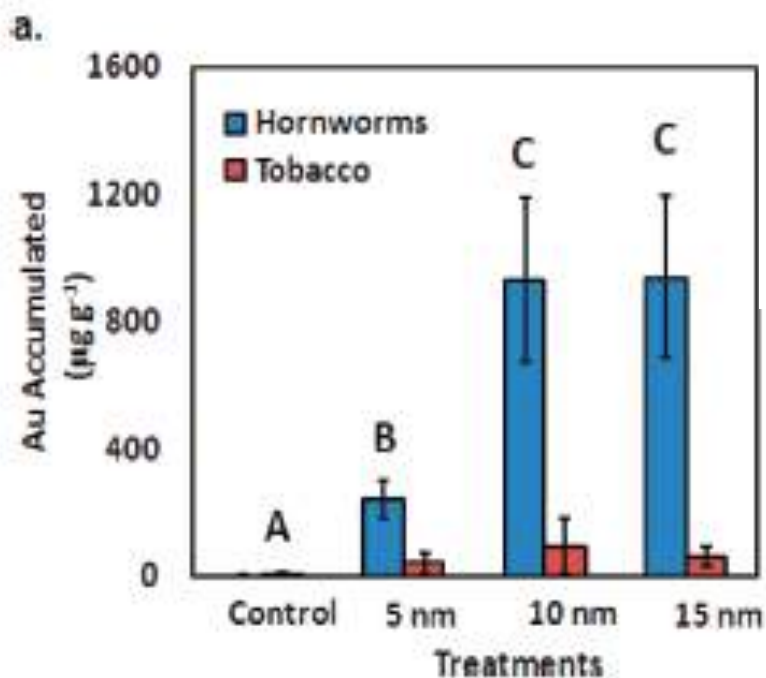 a.
1600
Hornworms
Tobacco
1200
800
400
0
Au Accumulated
(µg g⁻¹)
A
B
C
C
Control 5 nm 10 nm 15 nm
Treatments